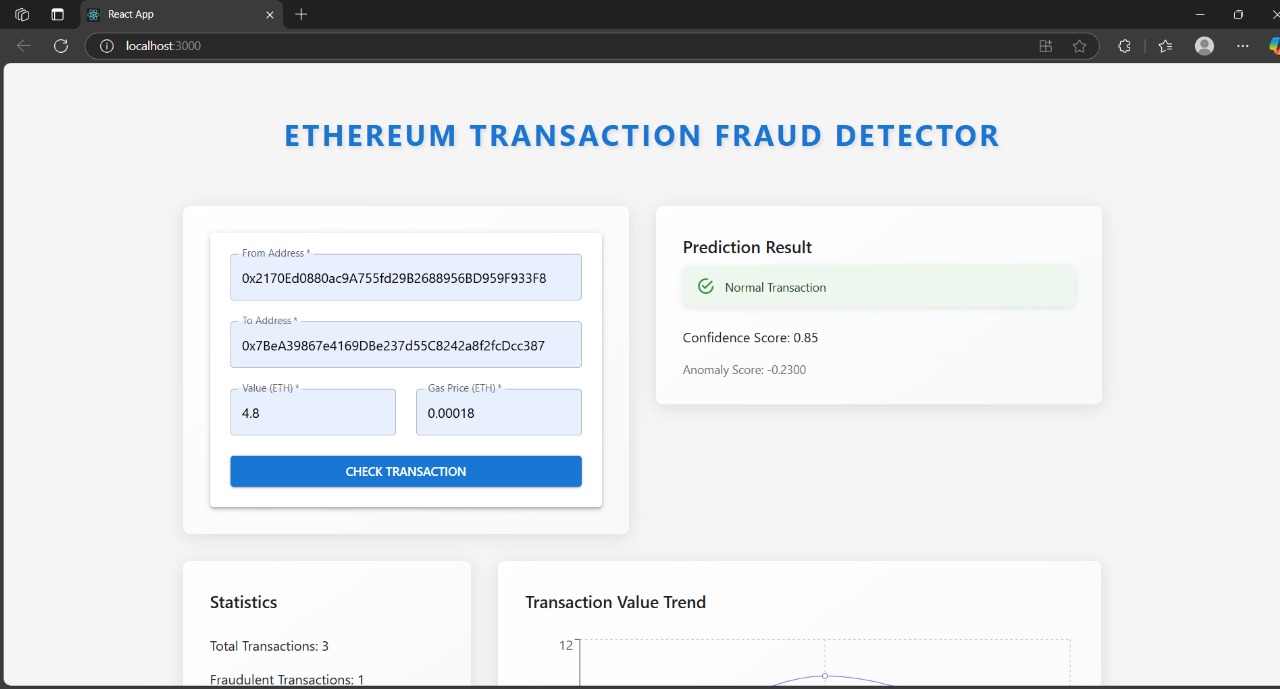 React App
localhost:3000
ETHEREUM TRANSACTION FRAUD DETECTOR
From Address *
0x2170Ed0880ac9A755fd29B2688956BD959F933F8
To Address *
0x7BeA39867e4169DBe237d55C8242a8f2fcDcc387
Value (ETH) *
4.8
Gas Price (ETH) *
0.00018
CHECK TRANSACTION
Prediction Result
Normal Transaction
Confidence Score: 0.85
Anomaly Score: -0.2300
Statistics
Total Transactions: 3
Fraudulent Transactions: 1
Transaction Value Trend
12